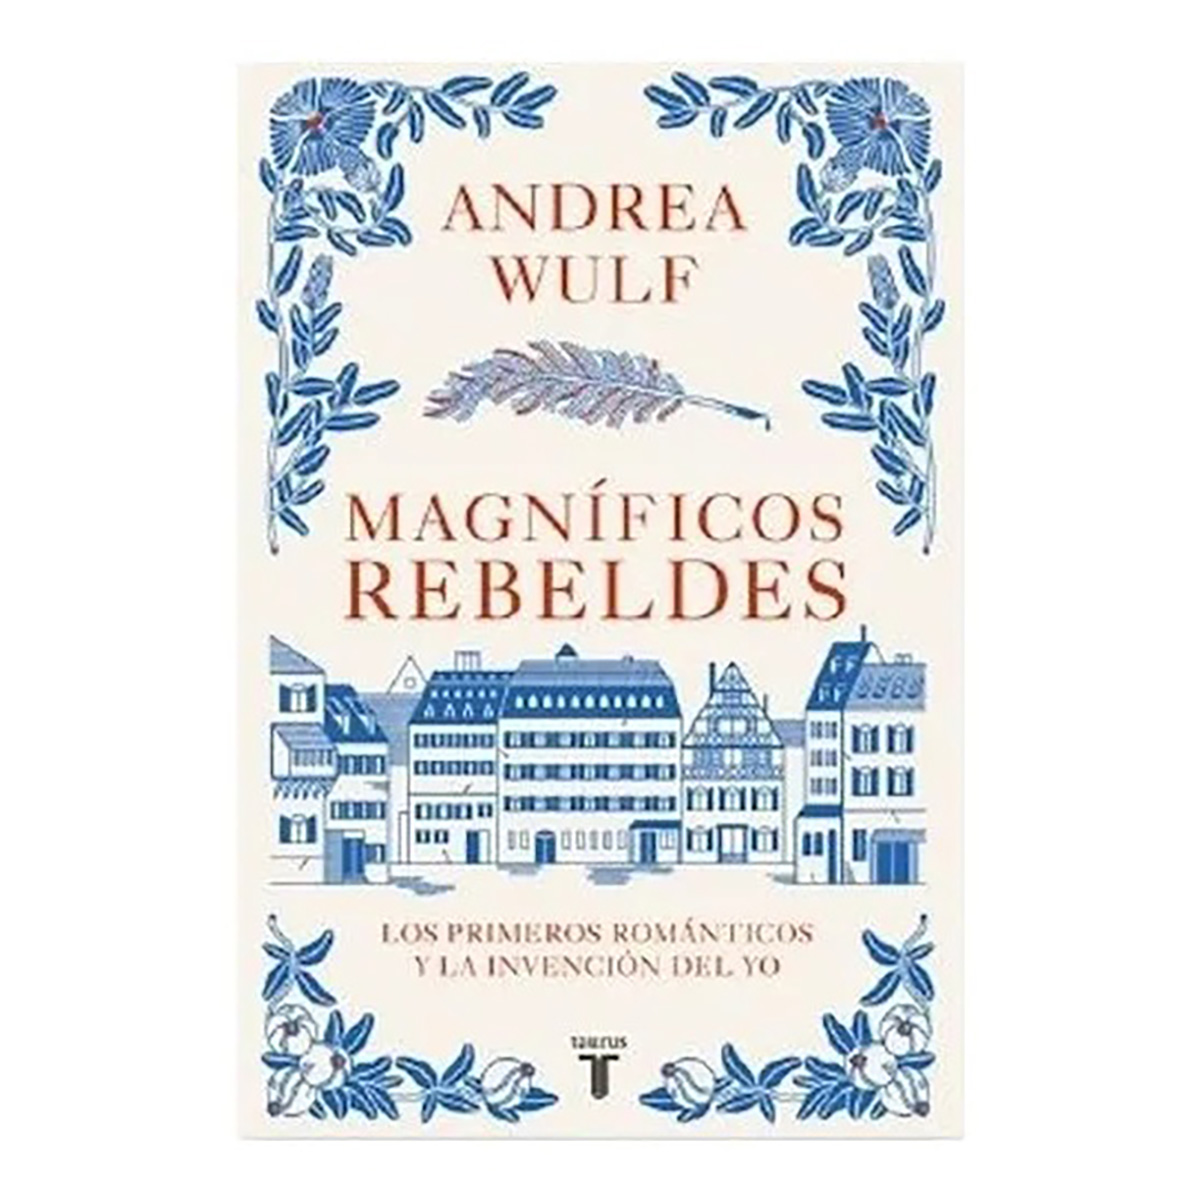 ANDREA
WULF
MAGNÍFICOS
REBELDES
LOS PRIMEROS ROMÁNTICOS
Y LA INVENCIÓN DEL YO
taurus
T